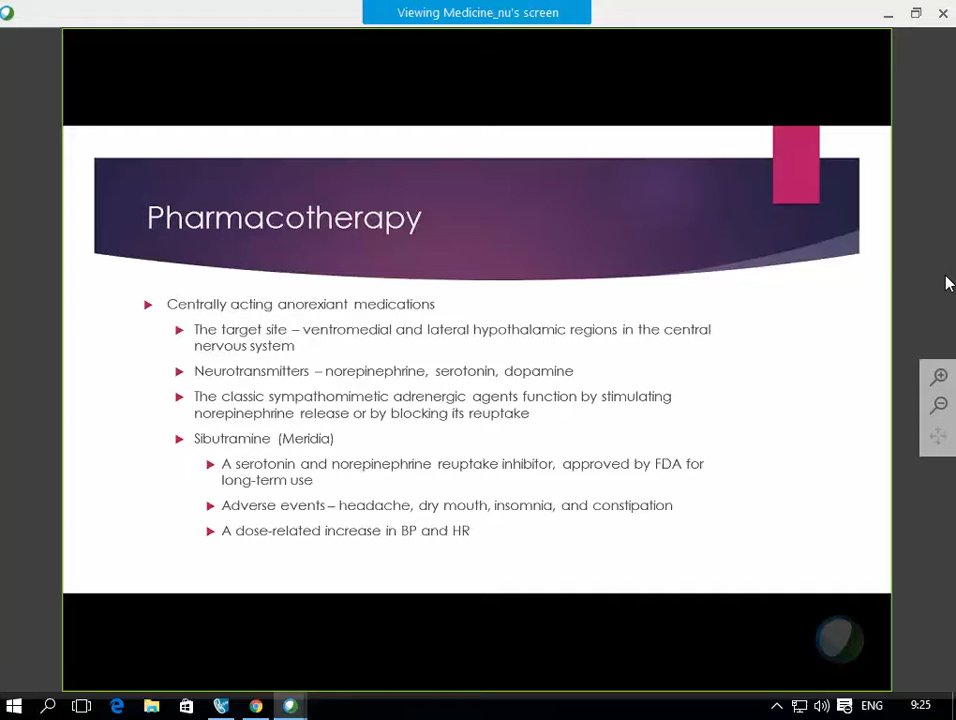 Viewing Medicine_nu's screen
Pharmacotherapy
Centrally acting anorexiant medications
The target site – ventromedial and lateral hypothalamic regions in the central
nervous system
Neurotransmitters – norepinephrine, serotonin, dopamine
The classic sympathomimetic adrenergic agents function by stimulating
norepinephrine release or by blocking its reuptake
Sibutramine (Meridia)
A serotonin and norepinephrine reuptake inhibitor, approved by FDA for
long-term use
Adverse events – headache, dry mouth, insomnia, and constipation
A dose-related increase in BP and HR
ENG
9:25